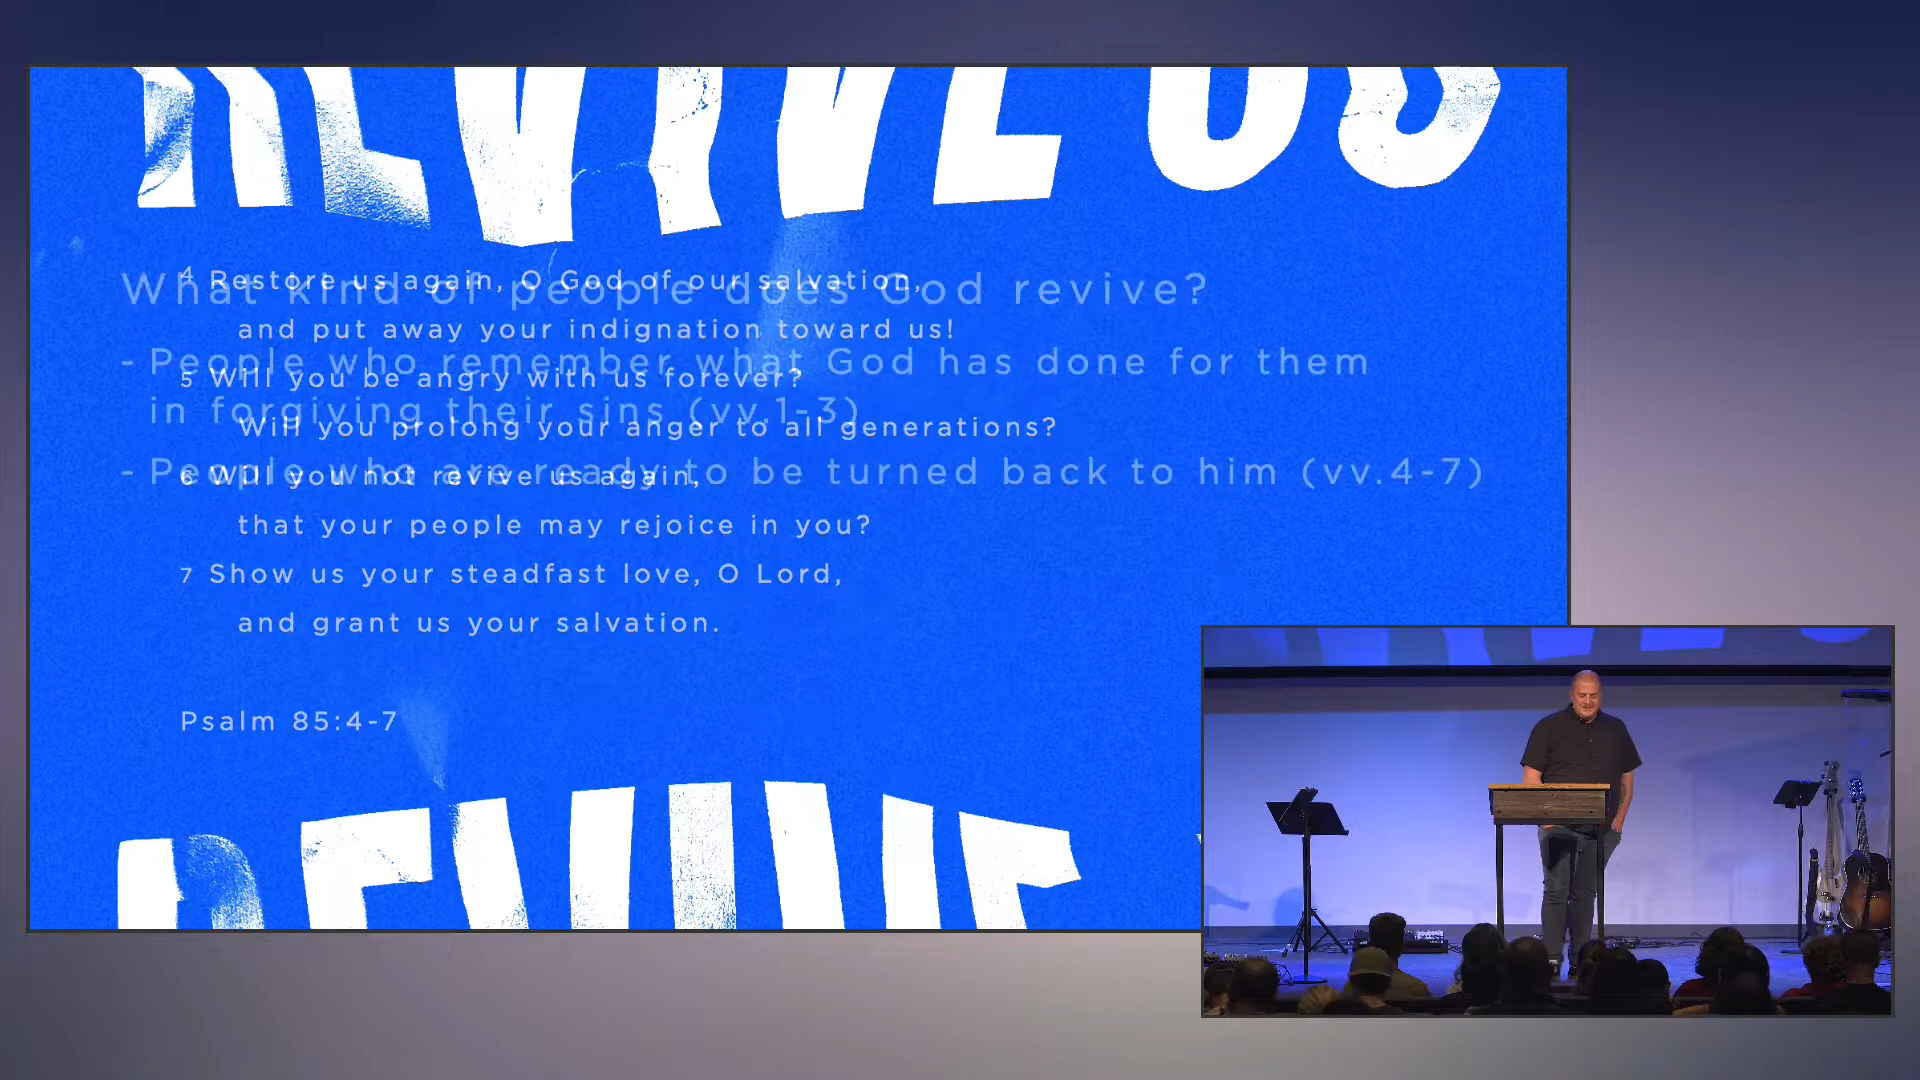 REVIVE US
What kind of people does God revive?
- People who remember what God has done for them
in forgiving their sins (vv.1-3)
- People who are ready to be turned back to him (vv.4-7)
4 Restore us again, O God of our salvation,
and put away your indignation toward us!
5 Will you be angry with us forever?
Will you prolong your anger to all generations?
6 Will you not revive us again,
that your people may rejoice in you?
7 Show us your steadfast love, O Lord,
and grant us your salvation.
Psalm 85:4-7
REVIVE